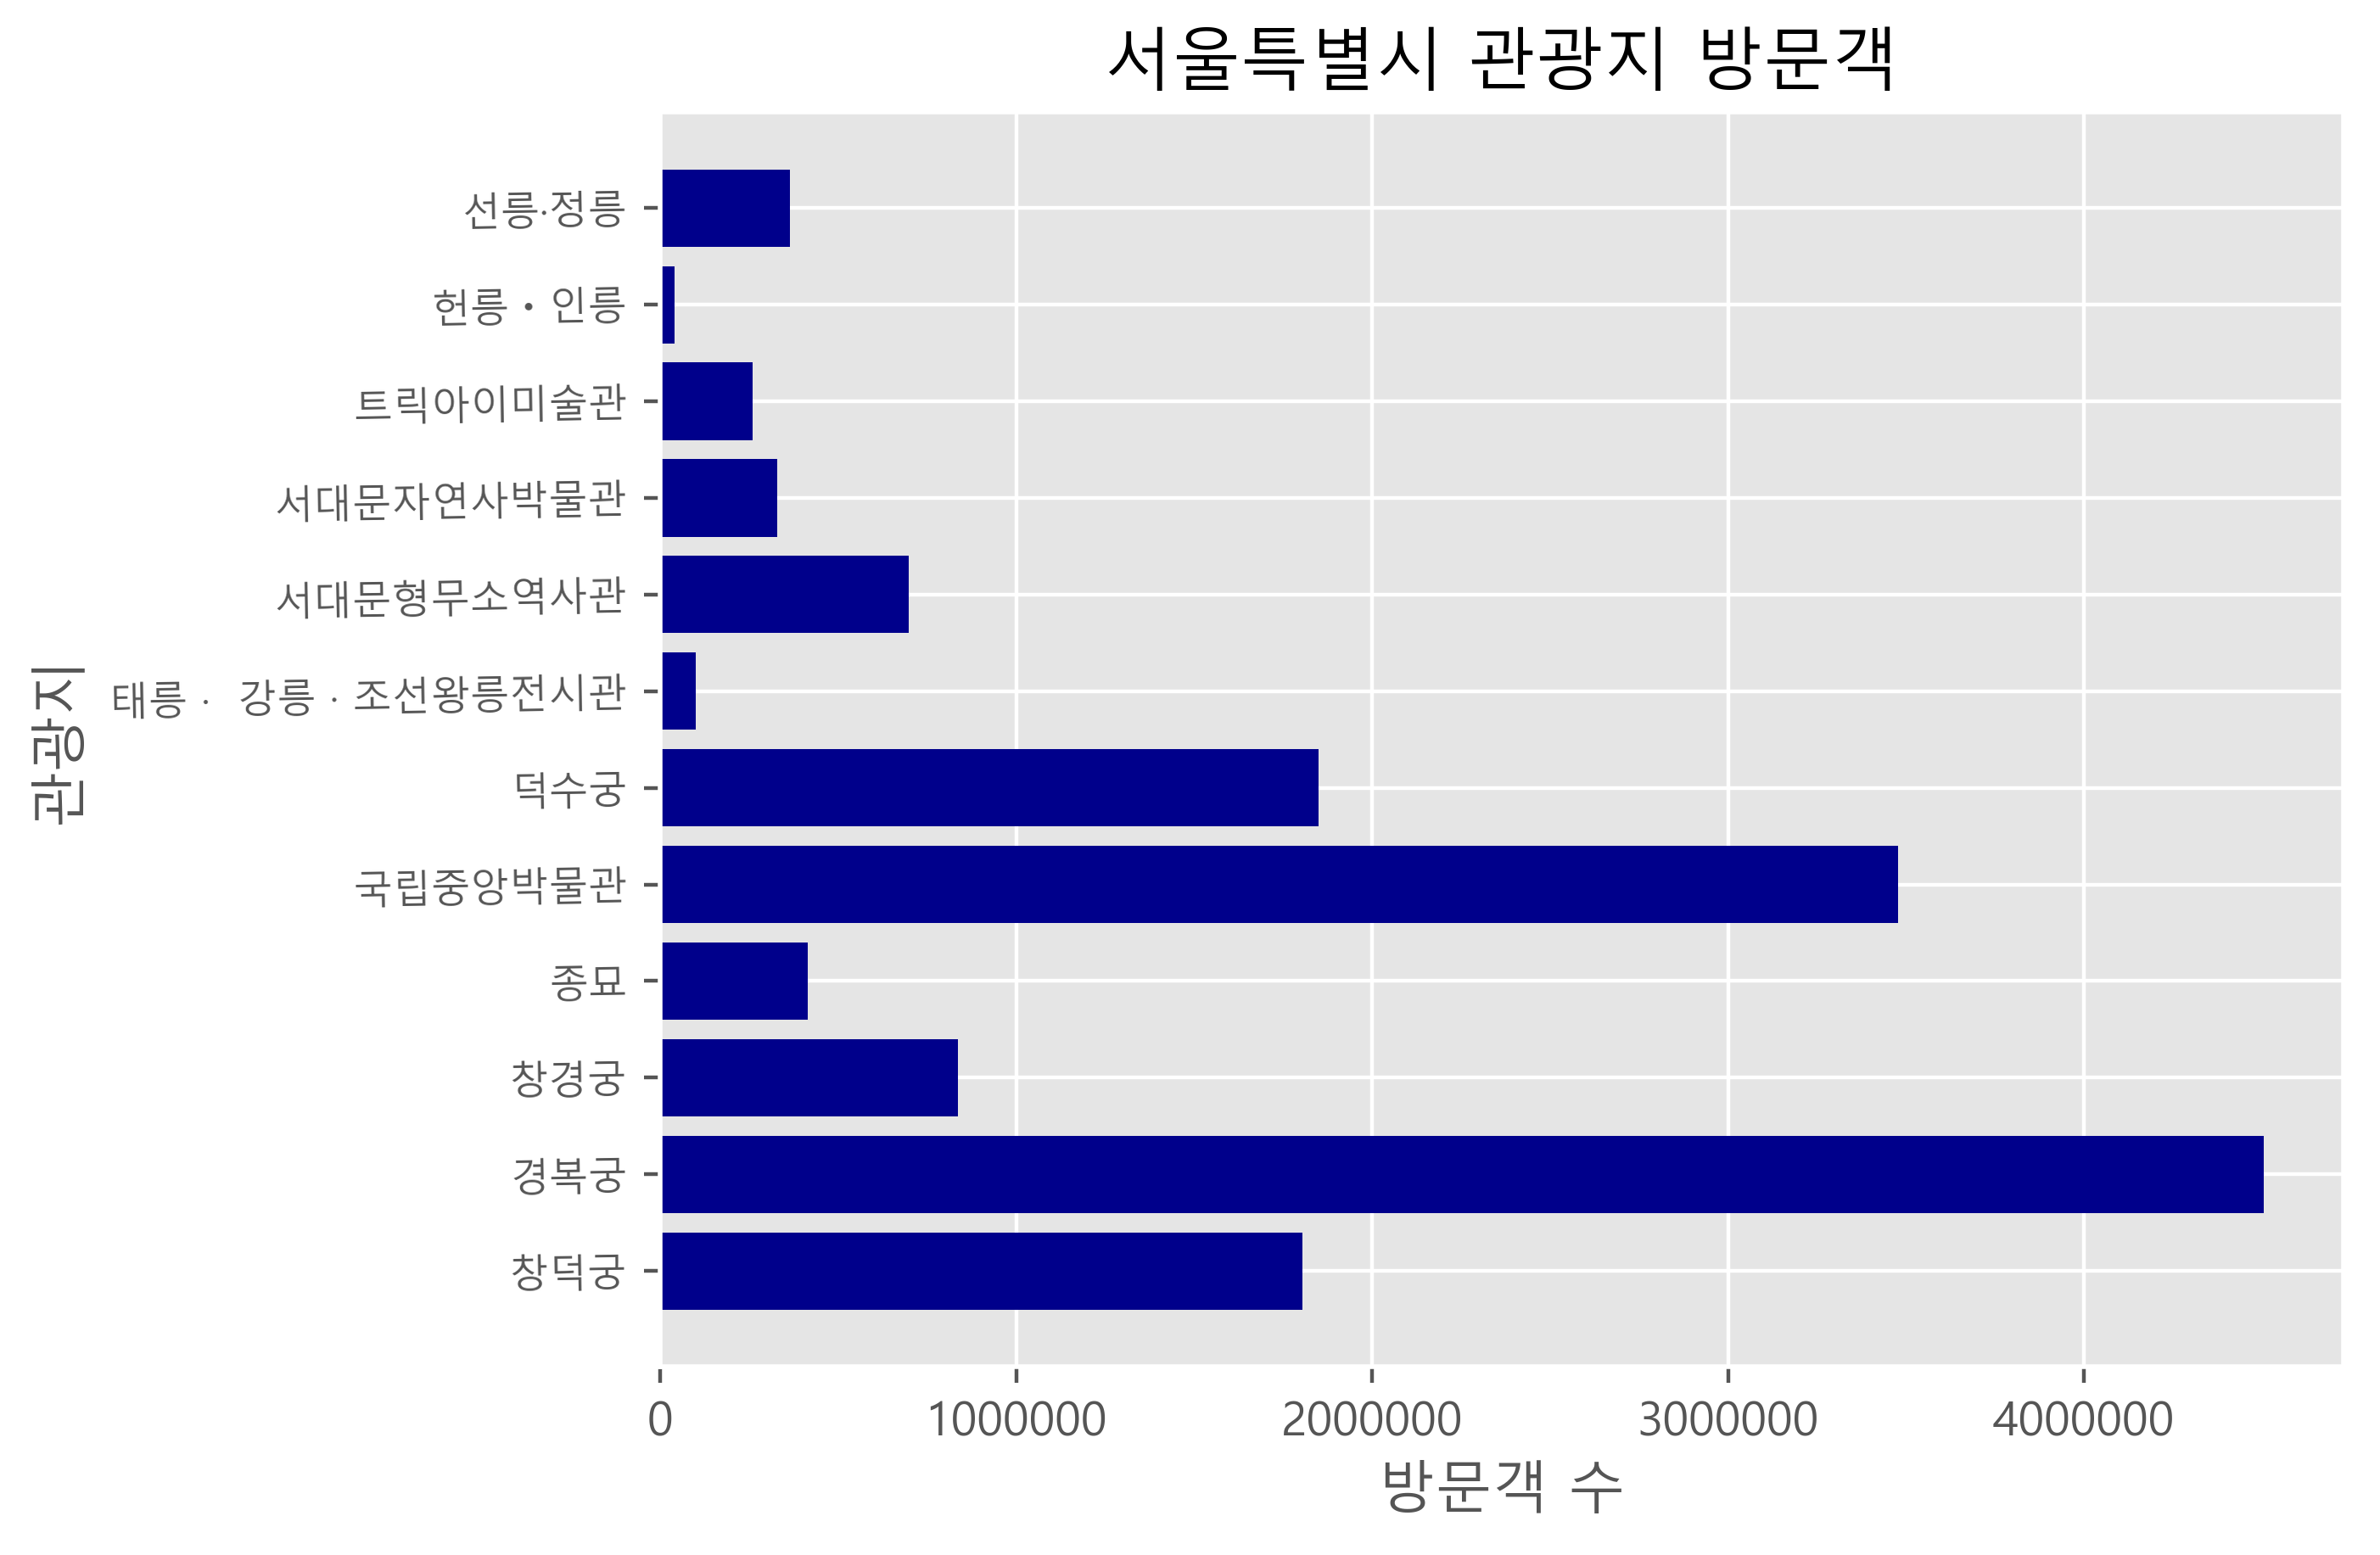 서울특별시 관광지 방문객
선릉·정릉
헌릉 · 인릉
트릭아이미술관
서대문자연사박물관
서대문형무소역사관
태릉 · 강릉 · 조선왕릉전시관
덕수궁
국립중앙박물관
종묘
창경궁
경복궁
창덕궁
관광지
0 1000000 2000000 3000000 4000000
방문객 수